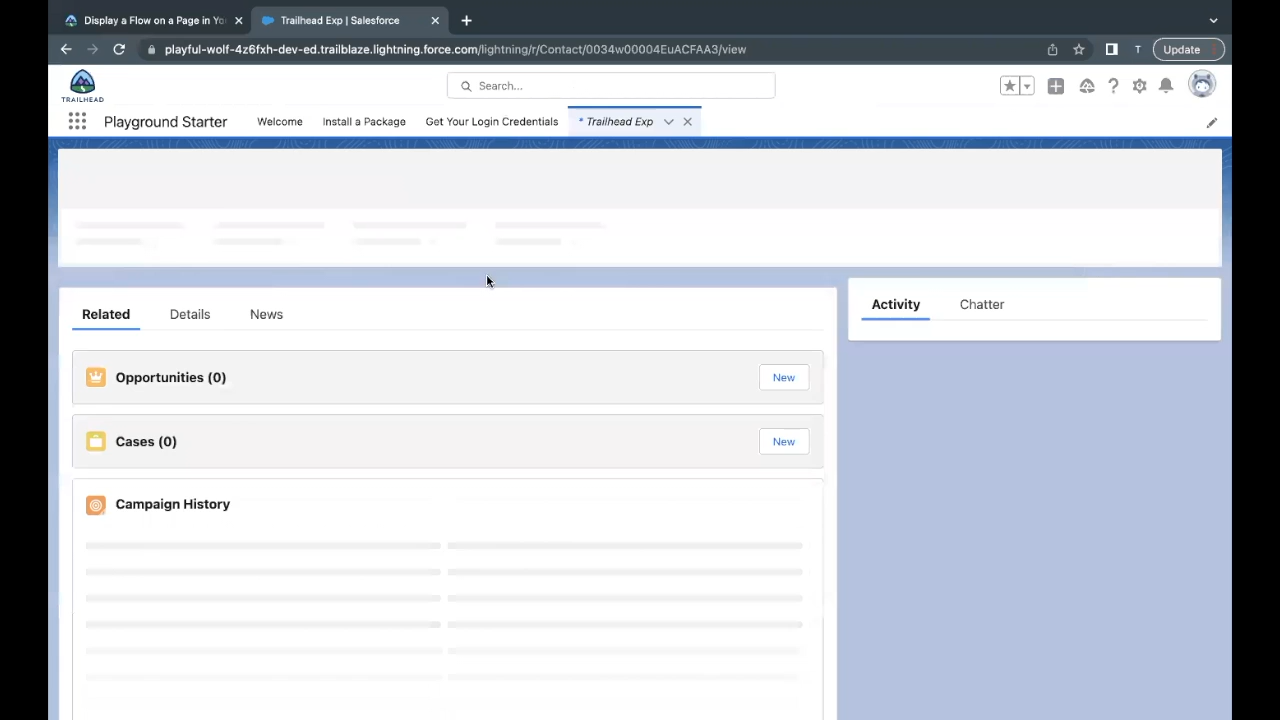 Display a Flow on a Page in Yo
Trailhead Exp | Salesforce
playful-wolf-4z6fxh-dev-ed.trailblaze.lightning.force.com/lightning/r/Contact/0034w00004EuACFAA3/view
T
Update
TRAILHEAD
Search...
Playground Starter
Welcome
Install a Package
Get Your Login Credentials
* Trailhead Exp
Related
Details
News
Activity
Chatter
Opportunities (0)
New
Cases (0)
New
Campaign History